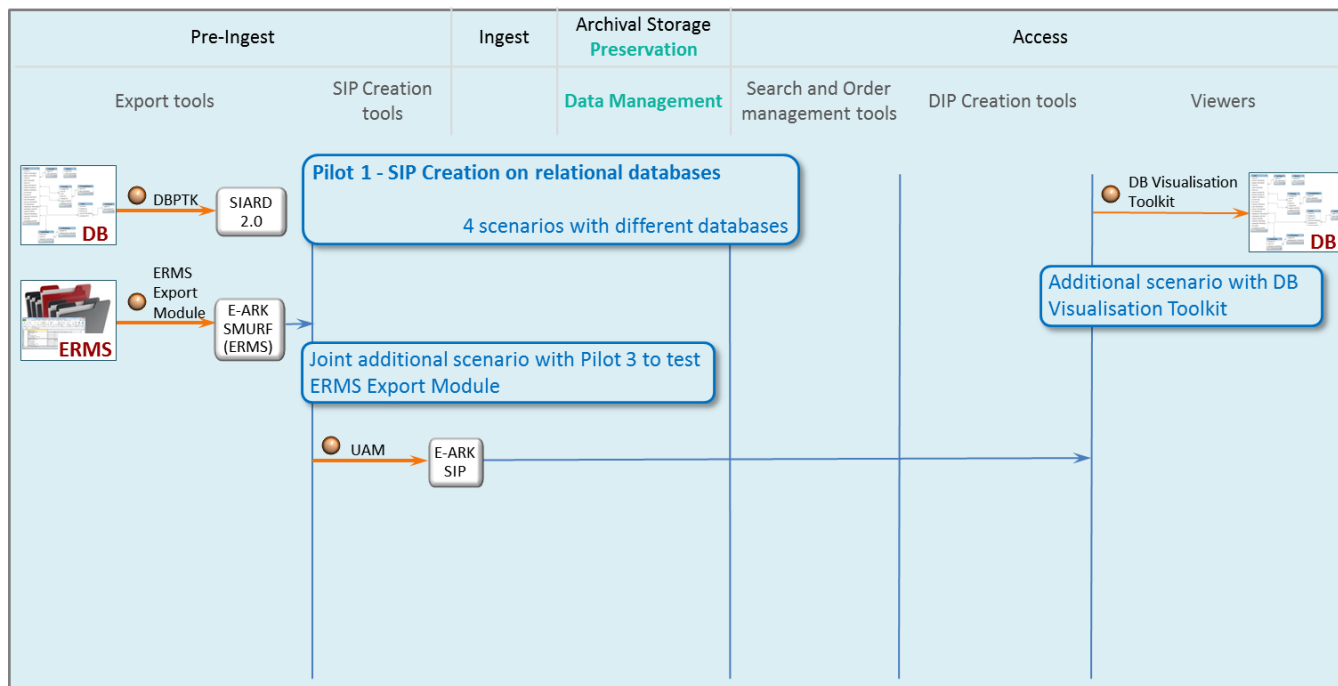 Pre-Ingest
Ingest
Archival Storage
Preservation
Access
Export tools
SIP Creation
tools
Data Management
Search and Order
management tools
DIP Creation tools
Viewers
Pilot 1 - SIP Creation on relational databases
4 scenarios with different databases
DB
DBPTK
SIARD
2.0
DB Visualisation
Toolkit
DB
ERMS
ERMS
Export
Module
E-ARK
SMURF
(ERMS)
Additional scenario with DB
Visualisation Toolkit
Joint additional scenario with Pilot 3 to test
ERMS Export Module
UAM
E-ARK
SIP